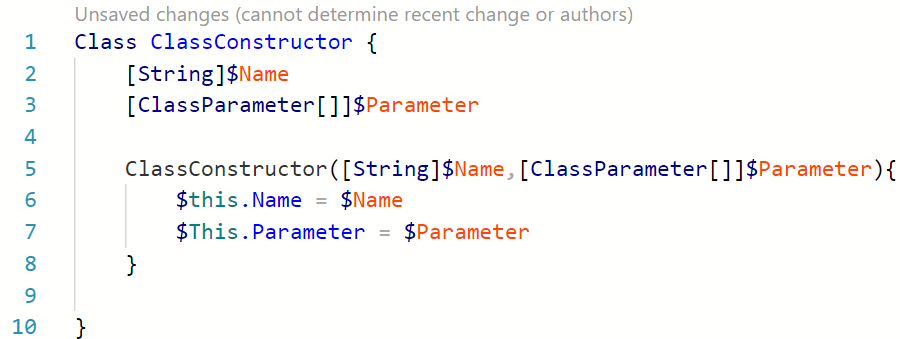 Unsaved changes (cannot determine recent change or authors)
1 Class ClassConstructor {
2 [String]$Name
3 [ClassParameter[]]$Parameter
4
5 ClassConstructor([String]$Name,[ClassParameter[]]$Parameter){
6 $this.Name = $Name
7 $This.Parameter = $Parameter
8 }
9
10 }